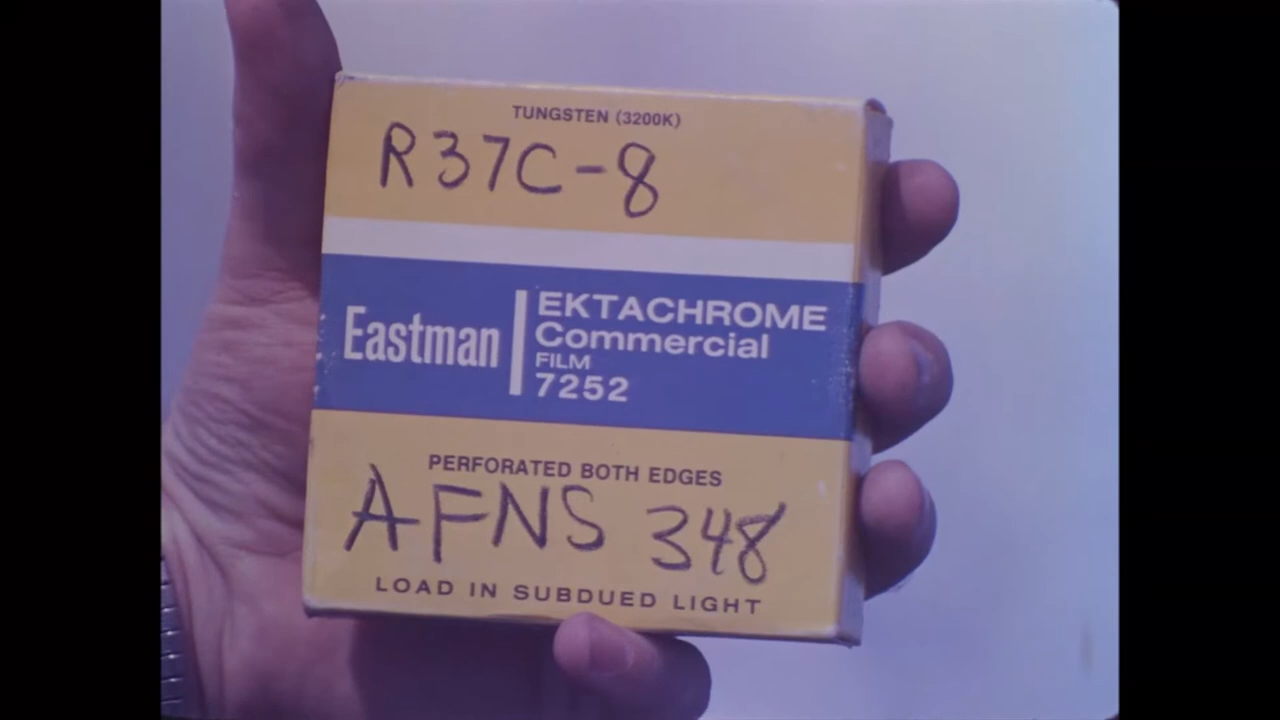 TUNGSTEN (3200K)
R37C-8
Eastman
EKTACHROME
Commercial
FILM
7252
PERFORATED BOTH EDGES
AFNS 348
LOAD IN SUBDUED LIGHT